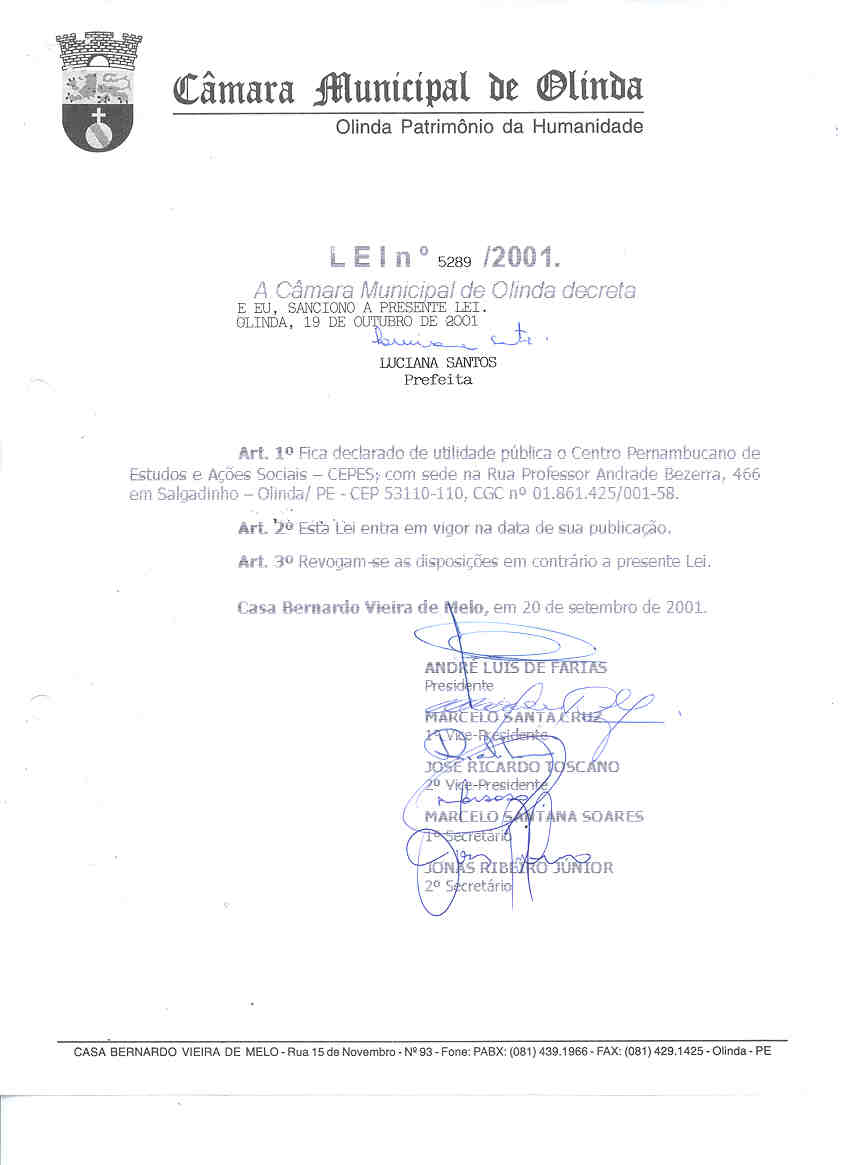 Câmara Municipal de Olinda
Olinda Patrimônio da Humanidade
LEI nº 5289 /2001.
A Câmara Municipal de Olinda decreta
E EU, SANCIONO A PRESENTE LEI.
OLINDA, 19 DE OUTUBRO DE 2001
LUCIANA SANTOS
Prefeita
Art. 1º Fica declarado de utilidade pública o Centro Pernambucano de
Estudos e Ações Sociais – CEPES; com sede na Rua Professor Andrade Bezerra, 466
em Salgadinho – Olinda/ PE - CEP 53110-110, CGC nº 01.861.425/001-58.
Art. 2º Esta Lei entra em vigor na data de sua publicação.
Art. 3º Revogam-se as disposições em contrário a presente Lei.
Casa Bernardo Vieira de Melo, em 20 de setembro de 2001.
ANDRÉ LUIS DE FARIAS
Presidente
MARCELO SANTA CRUZ
1º Vice-Presidente
JOSÉ RICARDO TOSCANO
2º Vice-Presidente
MARCELO SANTANA SOARES
1º Secretário
JONAS RIBEIRO JÚNIOR
2º Secretário
CASA BERNARDO VIEIRA DE MELO - Rua 15 de Novembro - Nº 93 - Fone: PABX: (081) 439.1966 - FAX: (081) 429.1425 - Olinda - PE